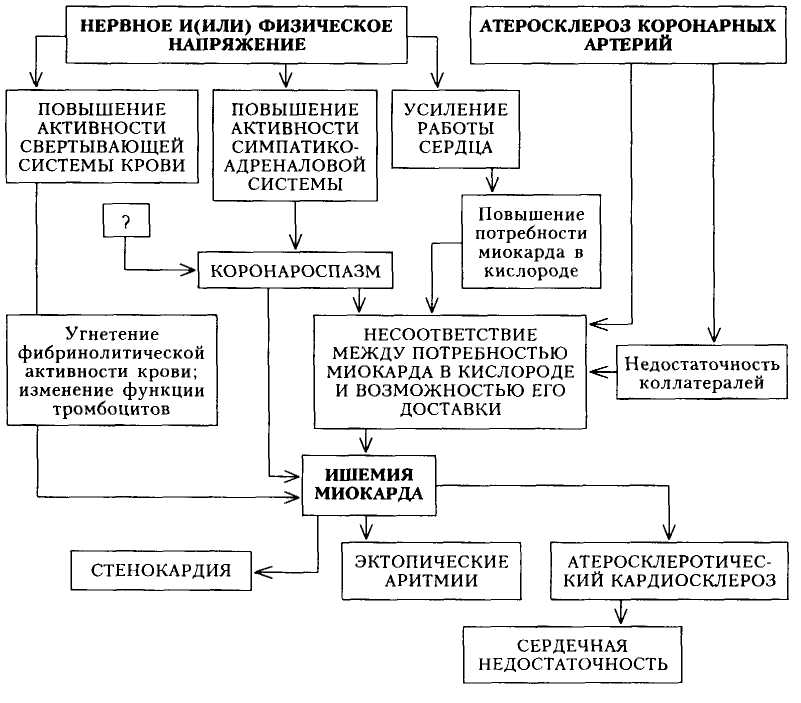 НЕРВНОЕ И(ИЛИ) ФИЗИЧЕСКОЕ
НАПРЯЖЕНИЕ
АТЕРОСКЛЕРОЗ КОРОНАРНЫХ
АРТЕРИЙ
ПОВЫШЕНИЕ
АКТИВНОСТИ
СВЕРТЫВАЮЩЕЙ
СИСТЕМЫ КРОВИ
ПОВЫШЕНИЕ
АКТИВНОСТИ
СИМПАТИКО-
АДРЕНАЛОВОЙ
СИСТЕМЫ
УСИЛЕНИЕ
РАБОТЫ
СЕРДЦА
?
Повышение
потребности
миокарда в
кислороде
КОРОНАРОСПАЗМ
Угнетение
фибринолитической
активности крови;
изменение функции
тромбоцитов
НЕСООТВЕТСТВИЕ
МЕЖДУ ПОТРЕБНОСТЬЮ
МИОКАРДА В КИСЛОРОДЕ
И ВОЗМОЖНОСТЬЮ ЕГО
ДОСТАВКИ
Недостаточность
коллатералей
ИШЕМИЯ
МИОКАРДА
СТЕНОКАРДИЯ
ЭКТОПИЧЕСКИЕ
АРИТМИИ
АТЕРОСКЛЕРОТИЧЕС-
КИЙ КАРДИОСКЛЕРОЗ
СЕРДЕЧНАЯ
НЕДОСТАТОЧНОСТЬ